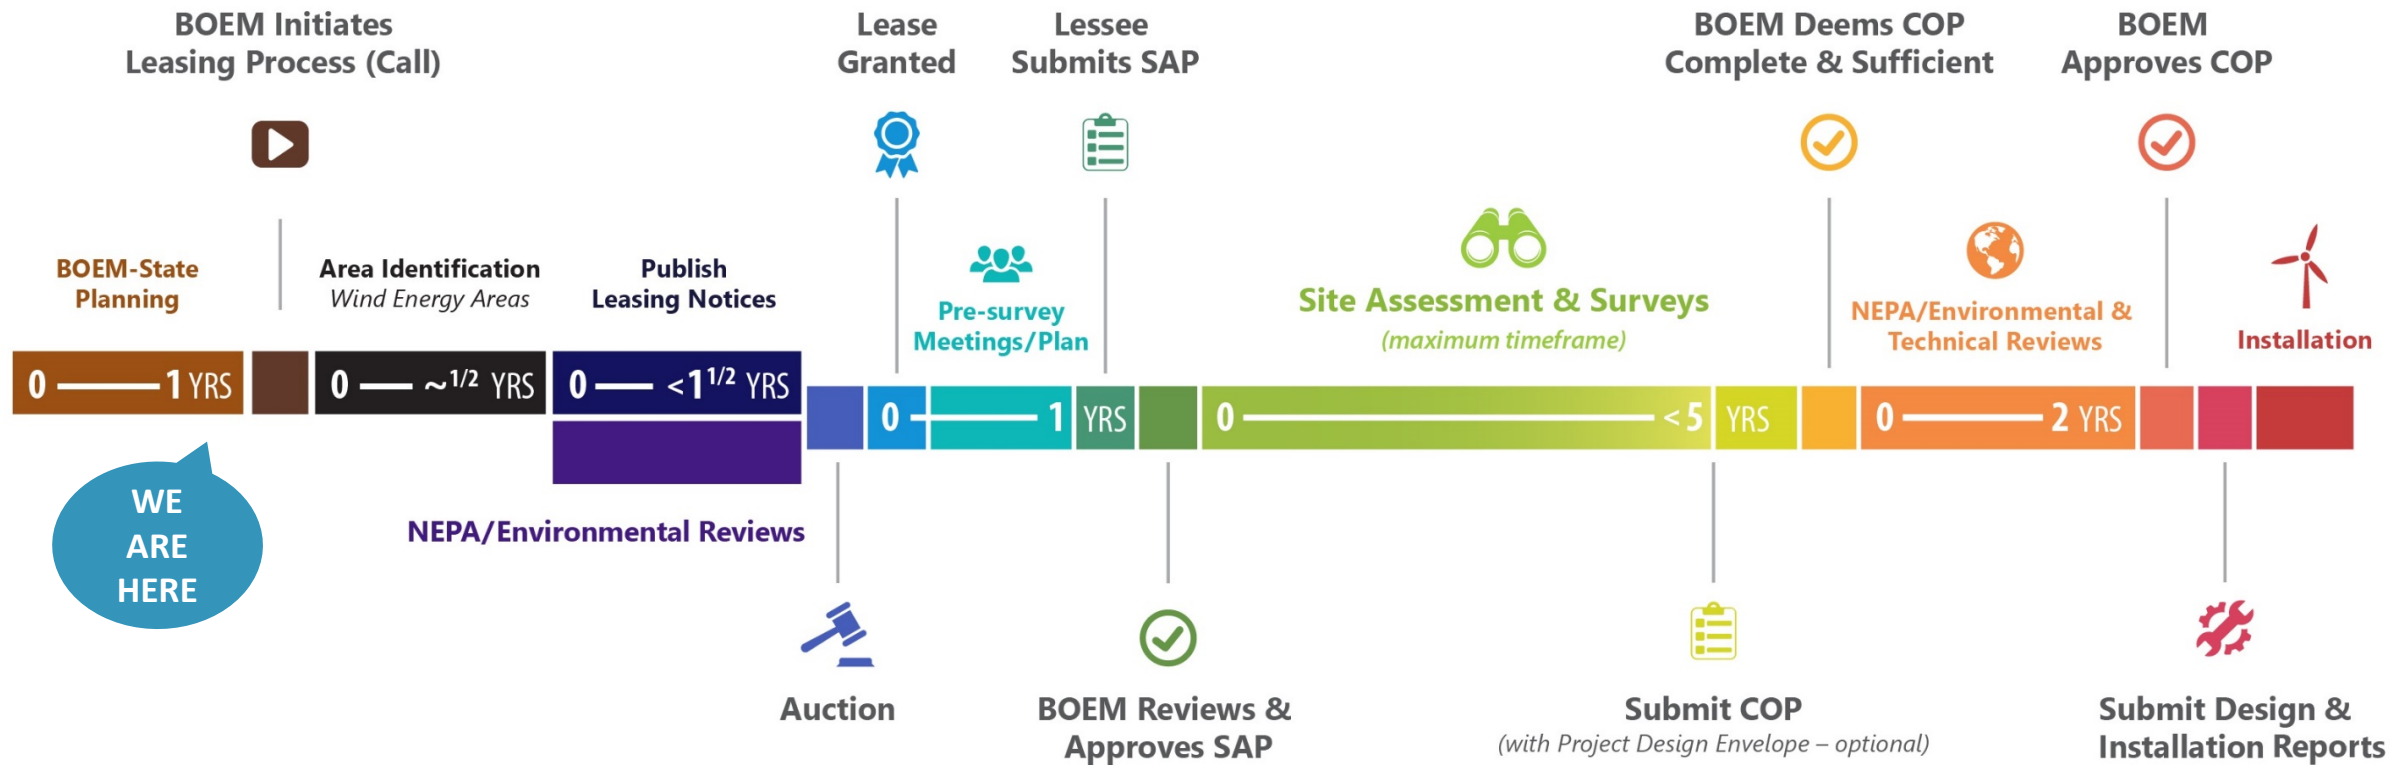 BOEM Initiates
Leasing Process (Call)
Lease
Granted
Lessee
Submits SAP
BOEM Deems COP
Complete & Sufficient
BOEM
Approves COP
BOEM-State
Planning
Area Identification
Wind Energy Areas
Publish
Leasing Notices
Pre-survey
Meetings/Plan
Site Assessment & Surveys
(maximum timeframe)
NEPA/Environmental &
Technical Reviews
Installation
0 1 YRS
0 ~1/2 YRS
0 <1 1/2 YRS
0 1 YRS
0 <5 YRS
0 2 YRS
WE
ARE
HERE
NEPA/Environmental Reviews
Auction
BOEM Reviews &
Approves SAP
Submit COP
(with Project Design Envelope – optional)
Submit Design &
Installation Reports